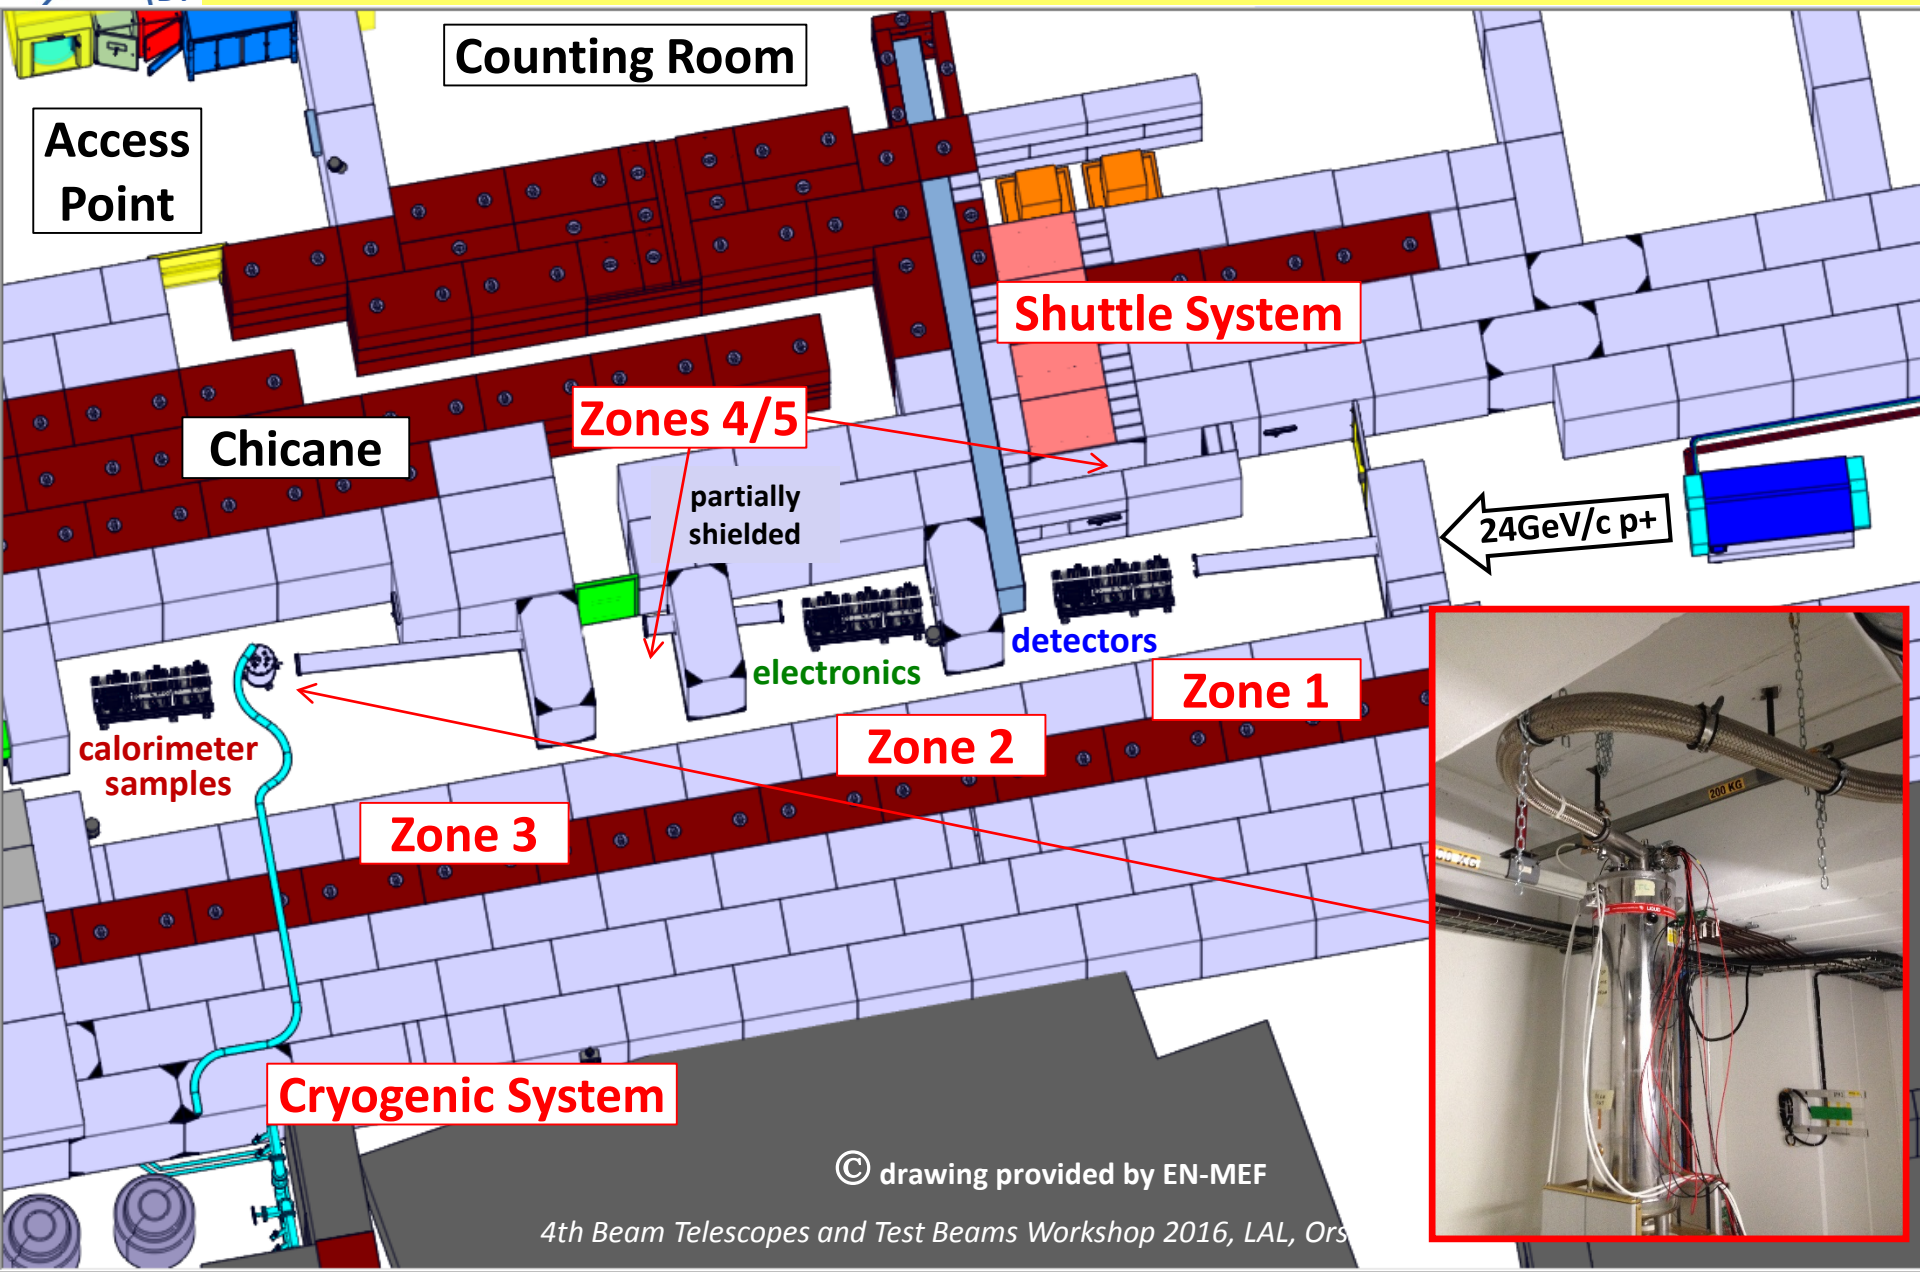 Counting Room
Access
Point
Shuttle System
Zones 4/5
Chicane
partially
shielded
24GeV/c p+
detectors
electronics
Zone 1
Zone 2
calorimeter
samples
Zone 3
200 KG
KG
LIQUID
Cryogenic System
© drawing provided by EN-MEF
4th Beam Telescopes and Test Beams Workshop 2016, LAL, Ors